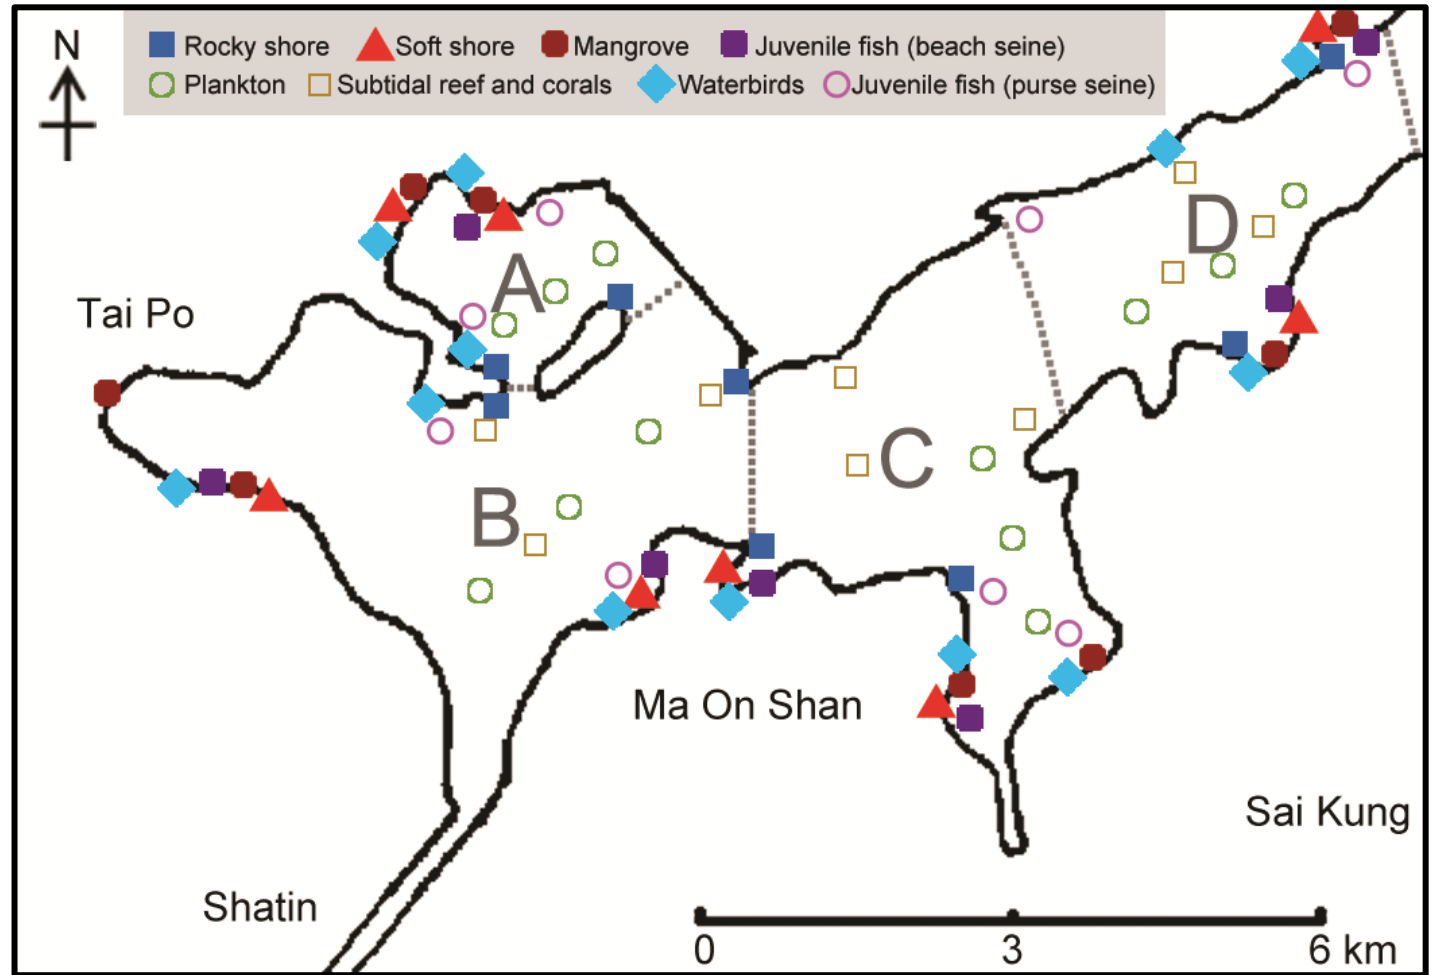 N
Rocky shore Soft shore Mangrove Juvenile fish (beach seine)
Plankton Subtidal reef and corals Waterbirds Juvenile fish (purse seine)
D
A
Tai Po
C
B
Ma On Shan
Sai Kung
Shatin
0 3 6 km